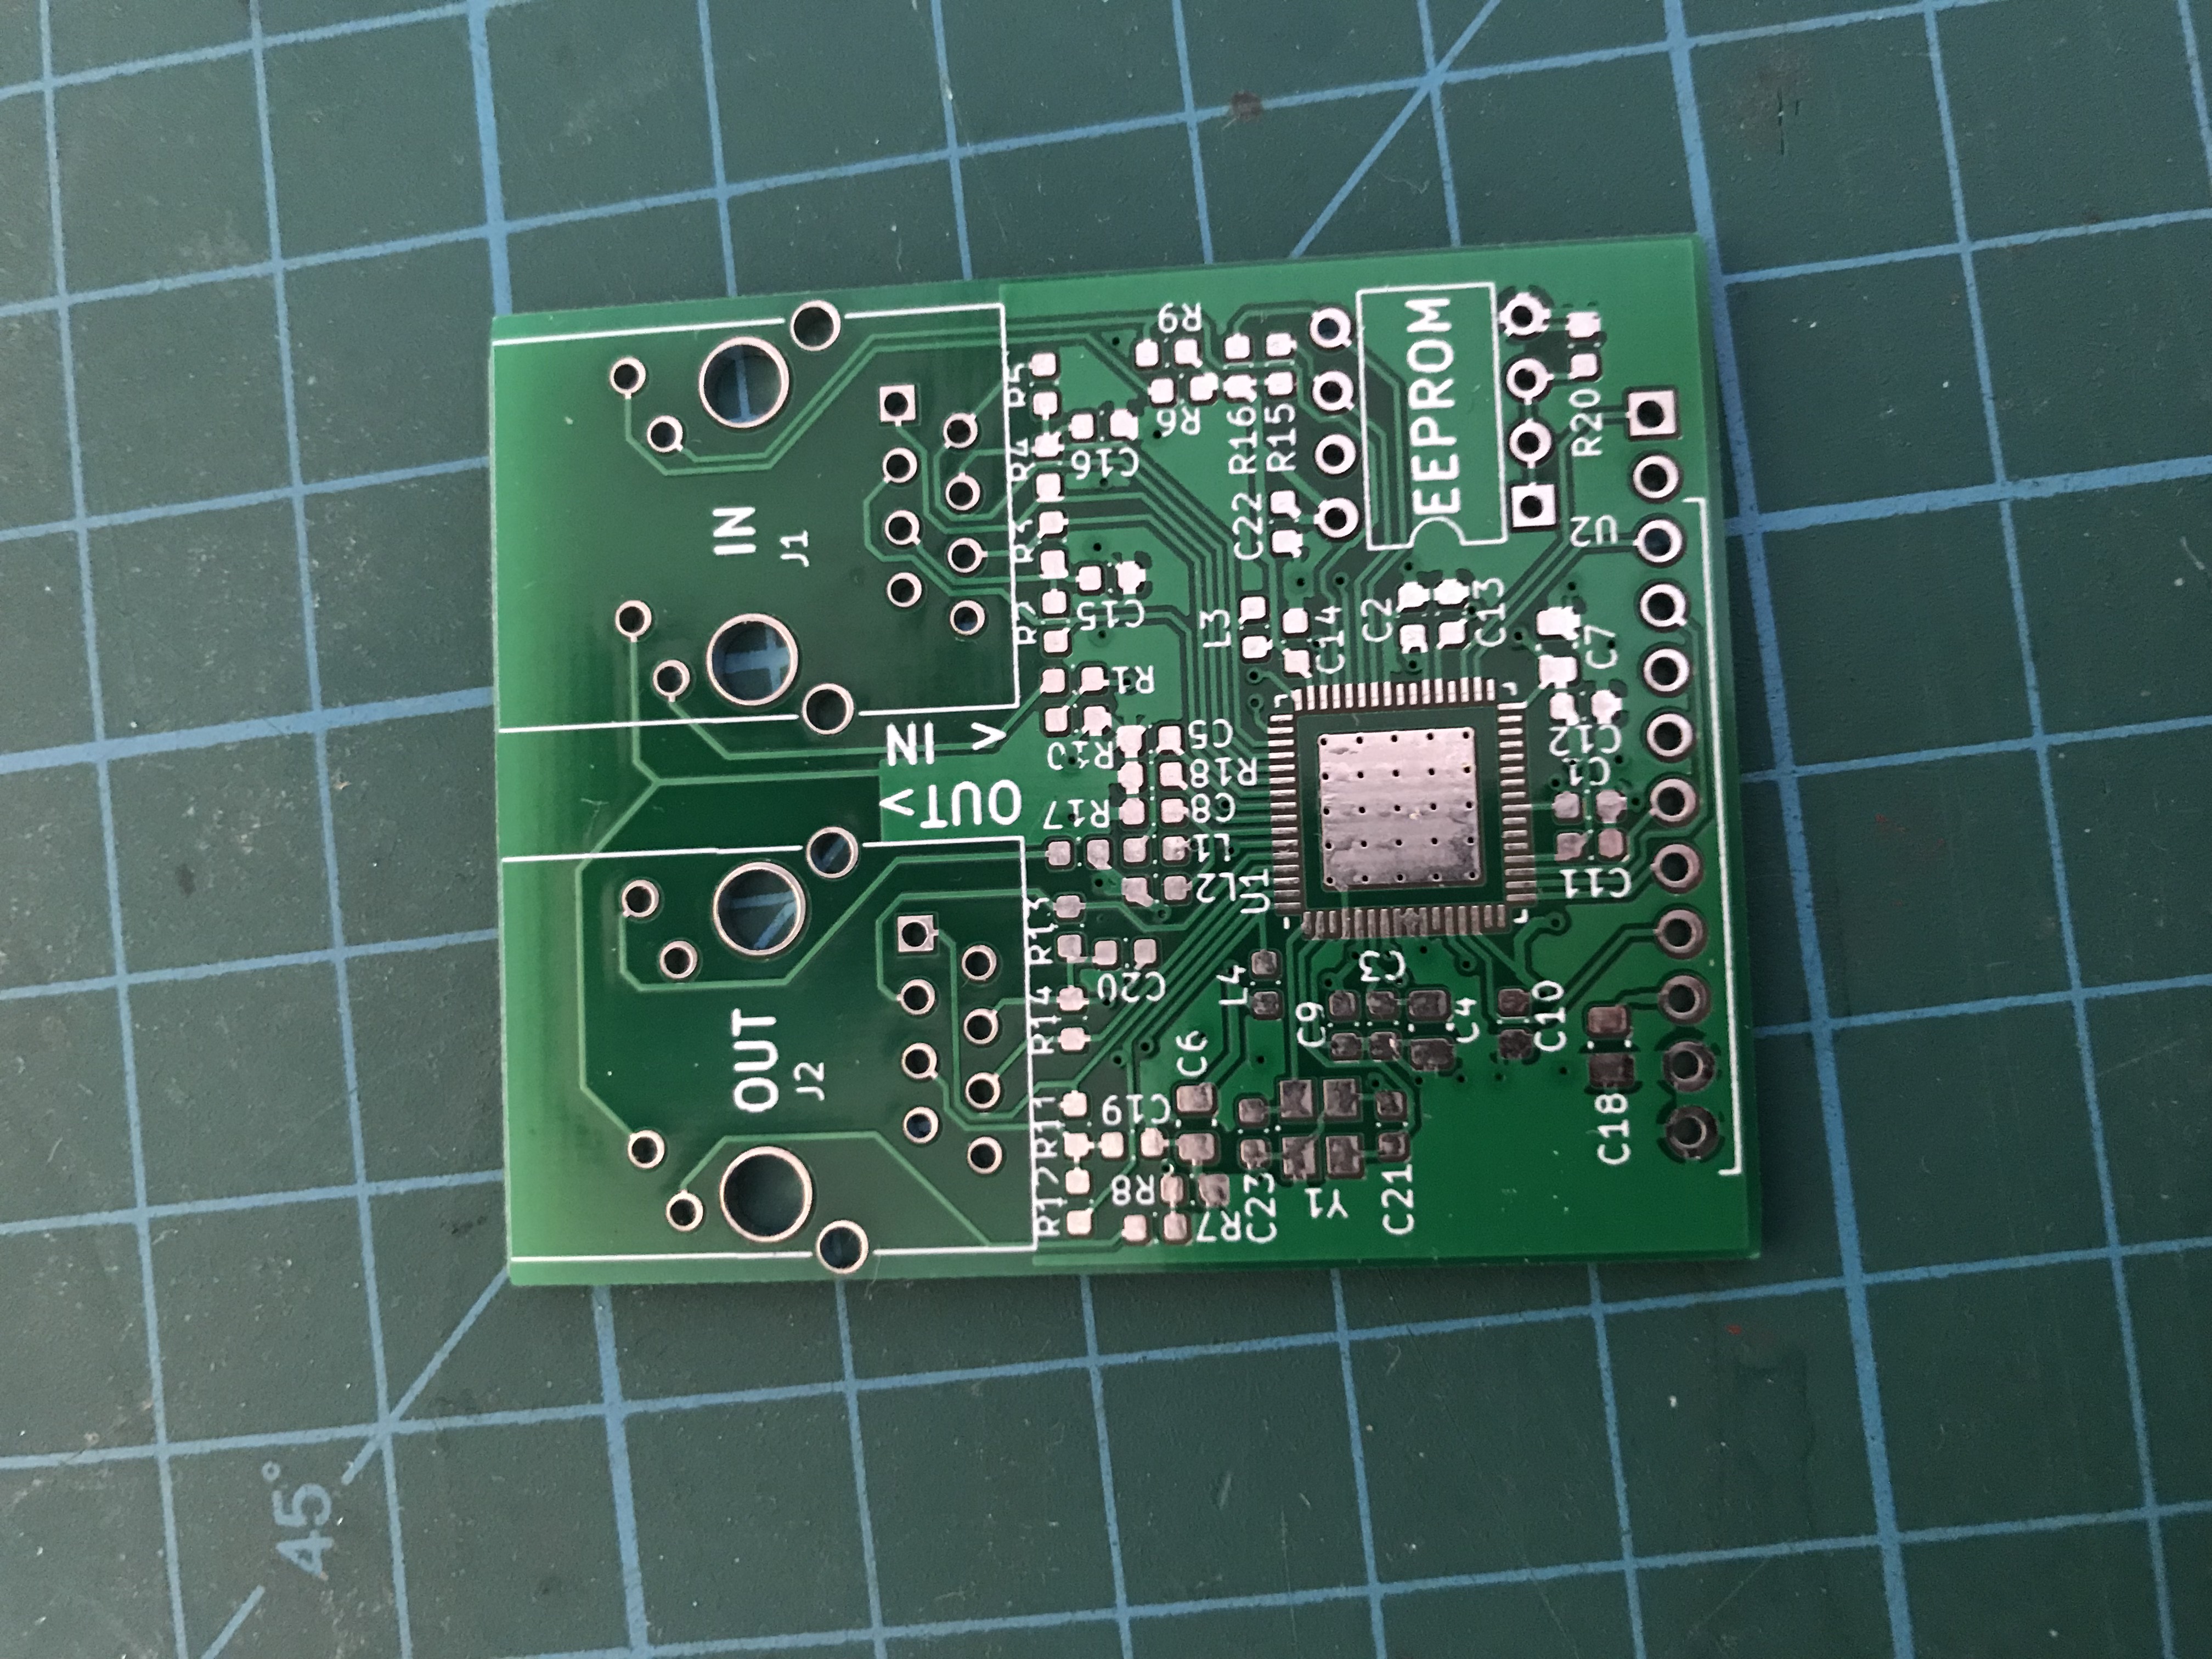 45°
OUT
IN
J2
J1
OUT>
< IN
R12
R11
R14
R13
R17
R10
R2
R3
R4
R5
R8
C19
C20
R1
C15
C16
R7
C6
L2
L1
C8
R18
C5
R6
R9
C23
L4
U1
L3
C22
R16
R15
Y1
C9
C14
C21
C3
C2
C4
EEPROM
C13
C10
C11
C1
C12
C7
U2
R20
C18